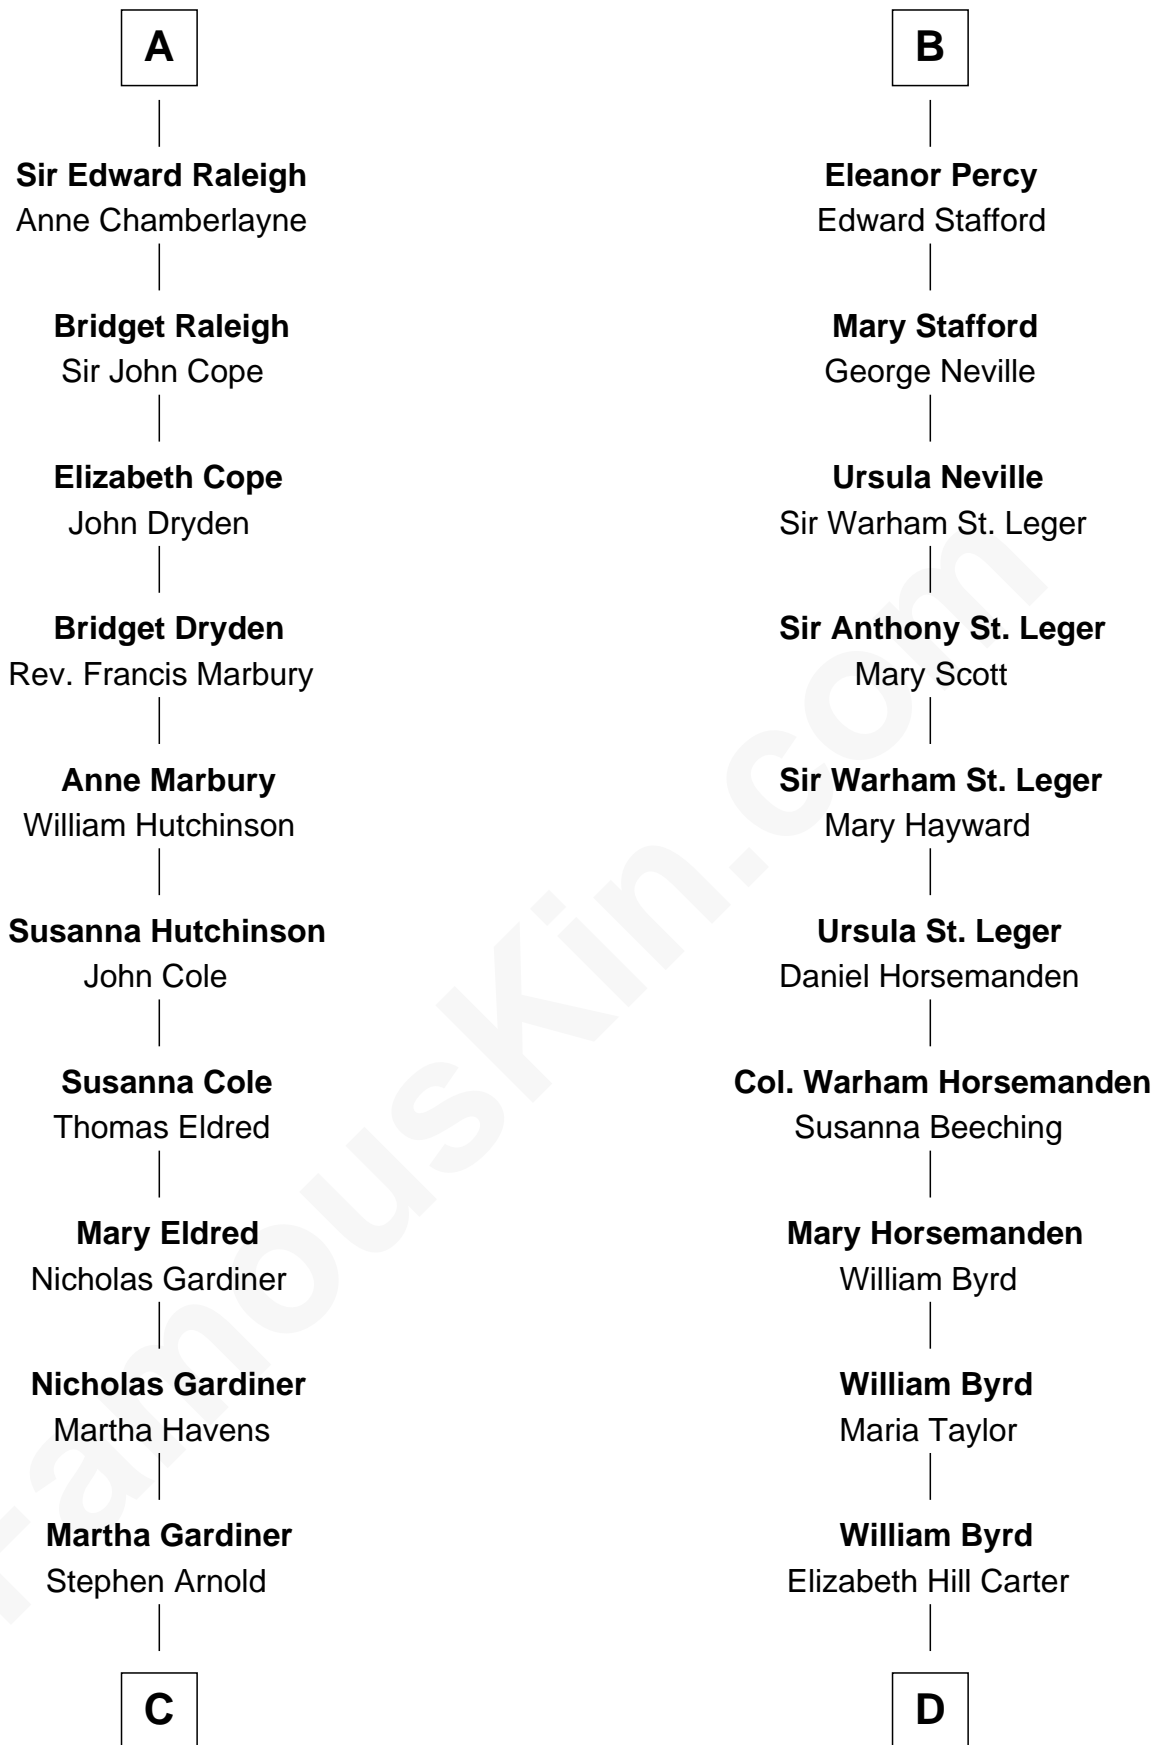 A
Sir Edward Raleigh
Anne Chamberlayne
Bridget Raleigh
Sir John Cope
Elizabeth Cope
John Dryden
Bridget Dryden
Rev. Francis Marbury
Anne Marbury
William Hutchinson
Susanna Hutchinson
John Cole
Susanna Cole
Thomas Eldred
Mary Eldred
Nicholas Gardiner
Nicholas Gardiner
Martha Havens
Martha Gardiner
Stephen Arnold
C
B
Eleanor Percy
Edward Stafford
Mary Stafford
George Neville
Ursula Neville
Sir Warham St. Leger
Sir Anthony St. Leger
Mary Scott
Sir Warham St. Leger
Mary Hayward
Ursula St. Leger
Daniel Horsemanden
Col. Warham Horsemanden
Susanna Beeching
Mary Horsemanden
William Byrd
William Byrd
Maria Taylor
William Byrd
Elizabeth Hill Carter
D
FamousKin.com